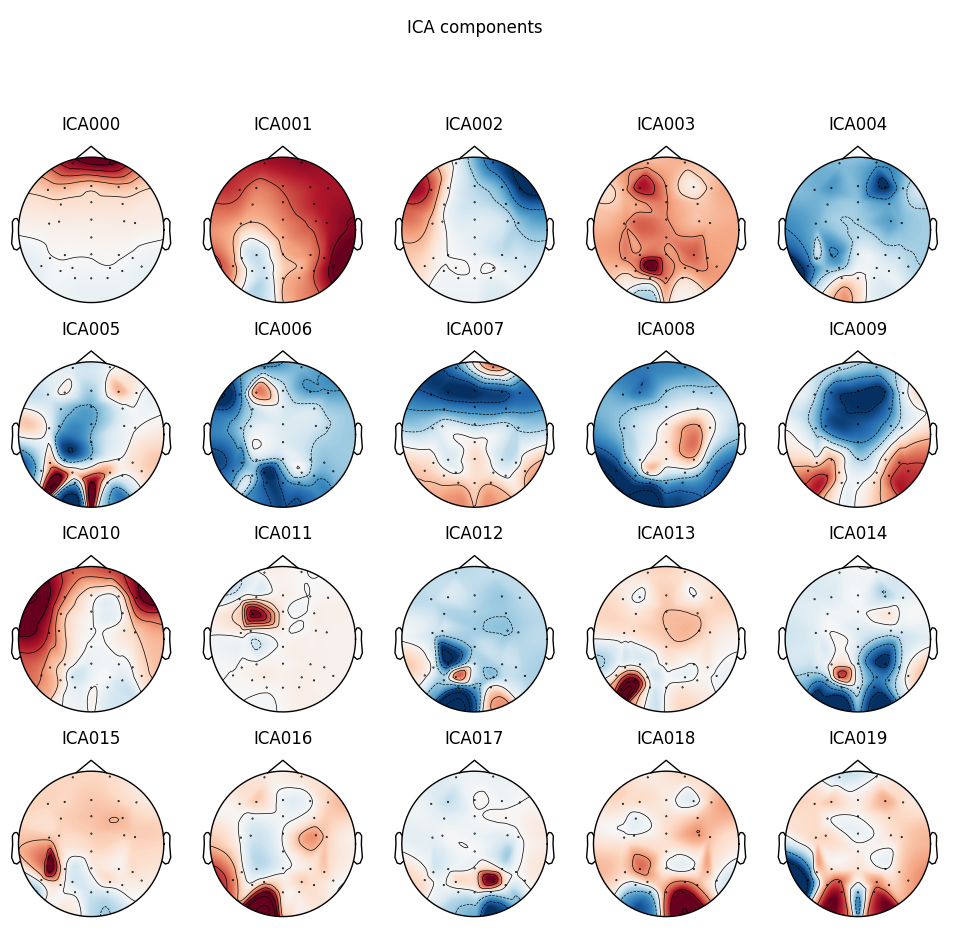 ICA components
ICA000 ICA001 ICA002 ICA003 ICA004
ICA005 ICA006 ICA007 ICA008 ICA009
ICA010 ICA011 ICA012 ICA013 ICA014
ICA015 ICA016 ICA017 ICA018 ICA019